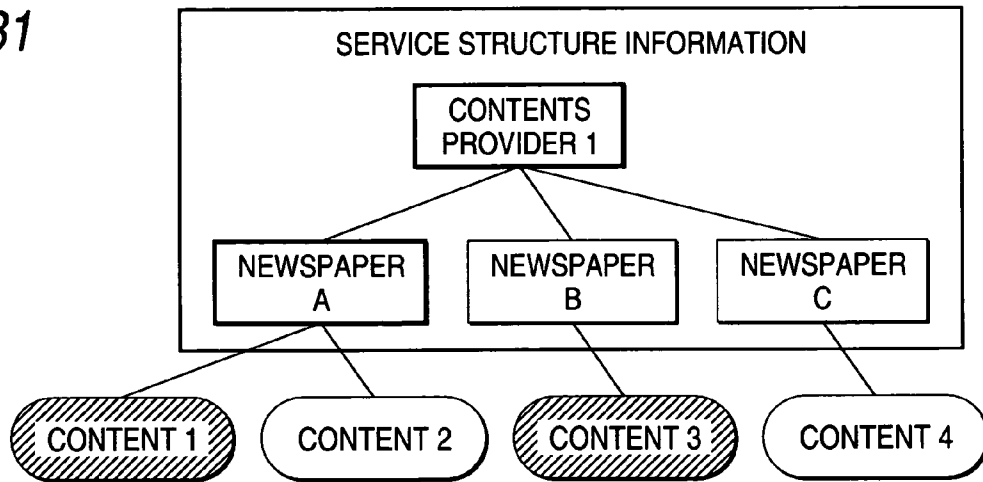 31
SERVICE STRUCTURE INFORMATION
CONTENTS
PROVIDER 1
NEWSPAPER
A
NEWSPAPER
B
NEWSPAPER
C
CONTENT 1
CONTENT 2
CONTENT 3
CONTENT 4